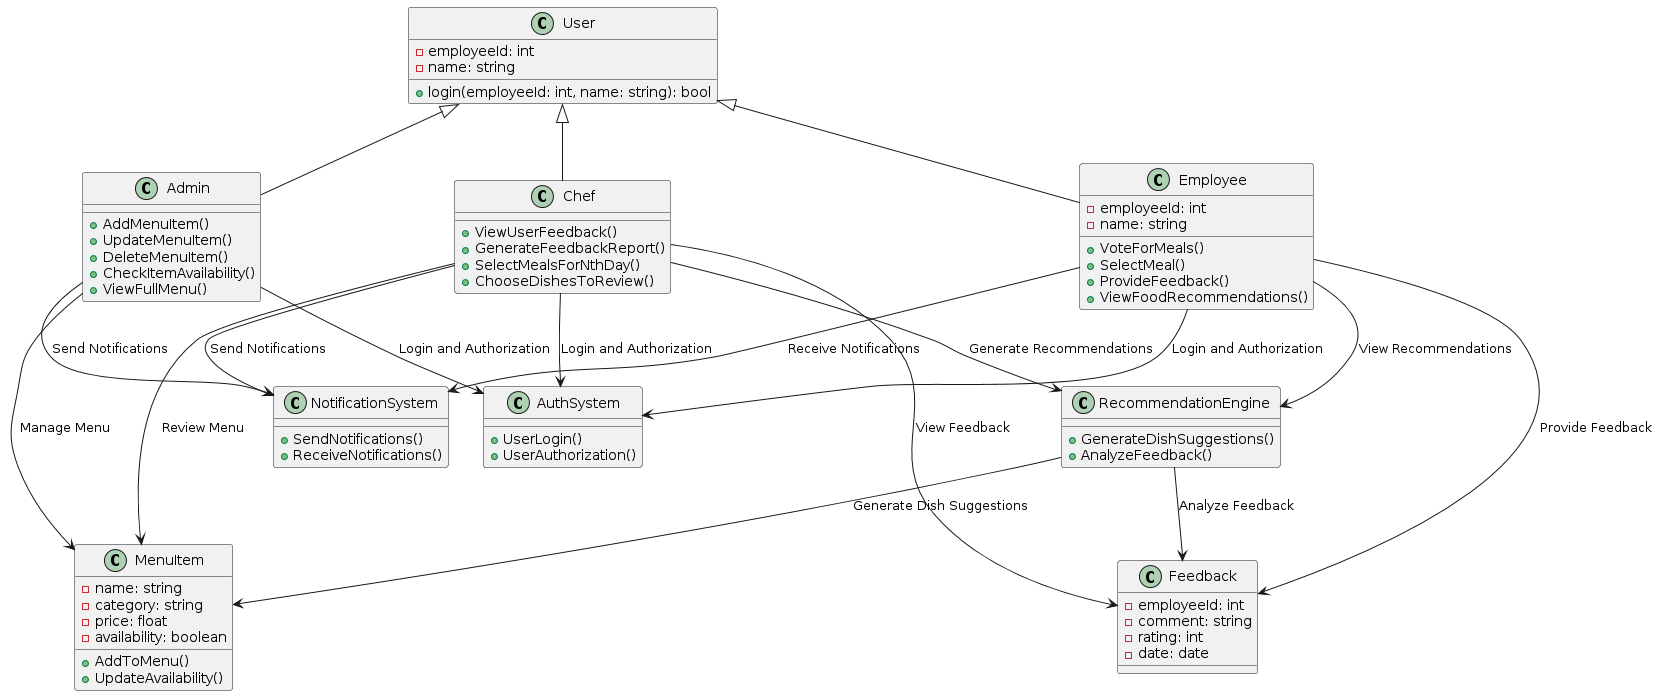 C User
employeeId: int
name: string
login(employeeId: int, name: string): bool
C Admin
AddMenuItem()
UpdateMenuItem()
DeleteMenuItem()
CheckItemAvailability()
ViewFullMenu()
C Chef
ViewUserFeedback()
GenerateFeedbackReport()
SelectMealsForNthDay()
ChooseDishesToReview()
C Employee
employeeId: int
name: string
VoteForMeals()
SelectMeal()
ProvideFeedback()
ViewFoodRecommendations()
Send Notifications
Send Notifications
Login and Authorization
Login and Authorization
Receive Notifications
Generate Recommendations
Login and Authorization
View Recommendations
C NotificationSystem
SendNotifications()
ReceiveNotifications()
C AuthSystem
UserLogin()
UserAuthorization()
C RecommendationEngine
GenerateDishSuggestions()
AnalyzeFeedback()
Manage Menu
Review Menu
View Feedback
Provide Feedback
Generate Dish Suggestions
Analyze Feedback
C MenuItem
name: string
category: string
price: float
availability: boolean
AddToMenu()
UpdateAvailability()
C Feedback
employeeId: int
comment: string
rating: int
date: date